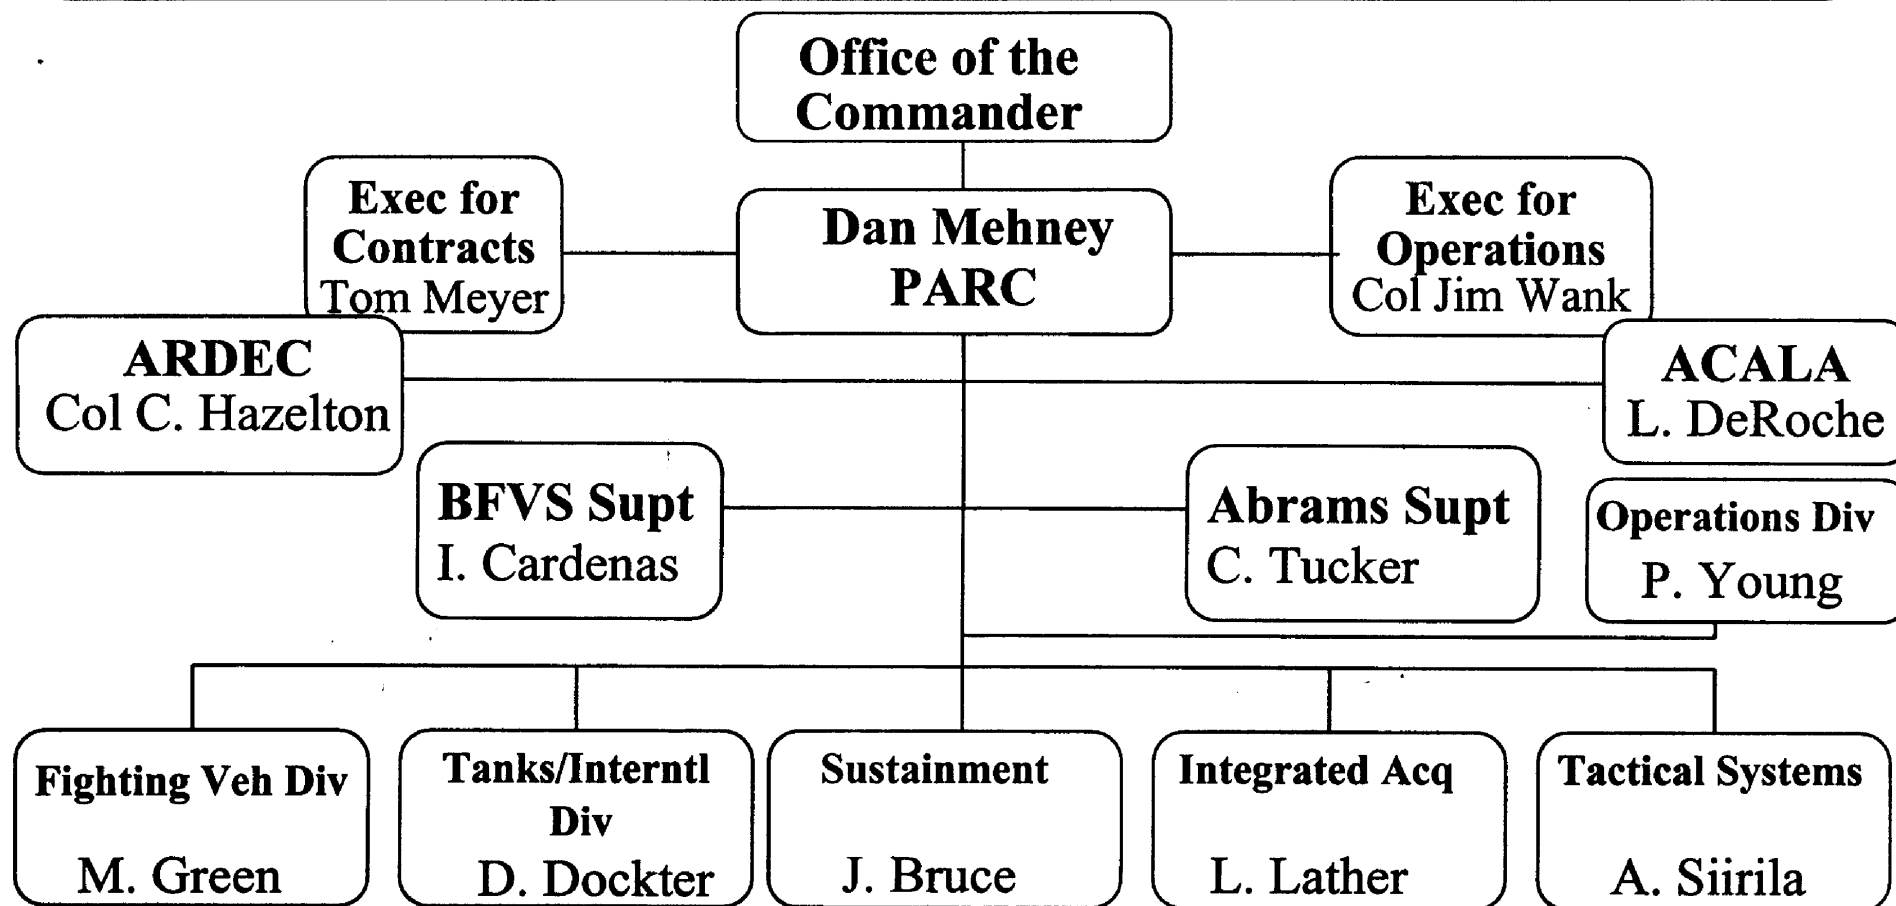 Office of the
Commander
Exec for
Contracts
Tom Meyer
Dan Mehney
PARC
Exec for
Operations
Col Jim Wank
ARDEC
Col C. Hazelton
ACALA
L. DeRoche
BFVS Supt
I. Cardenas
Abrams Supt
C. Tucker
Operations Div
P. Young
Fighting Veh Div
M. Green
Tanks/Interntl
Div
D. Dockter
Sustainment
J. Bruce
Integrated Acq
L. Lather
Tactical Systems
A. Siirila